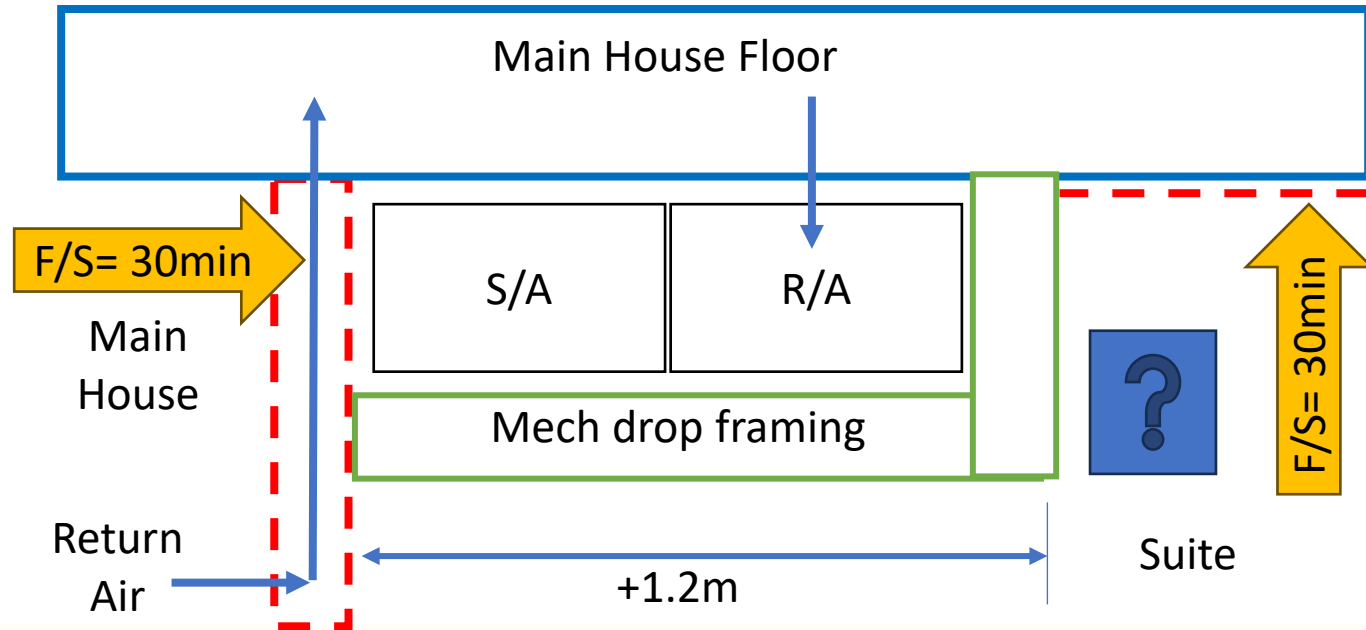 Main House Floor
F/S= 30min
S/A
R/A
F/S= 30min
Main
House
Mech drop framing
?
Return
Air
+1.2m
Suite